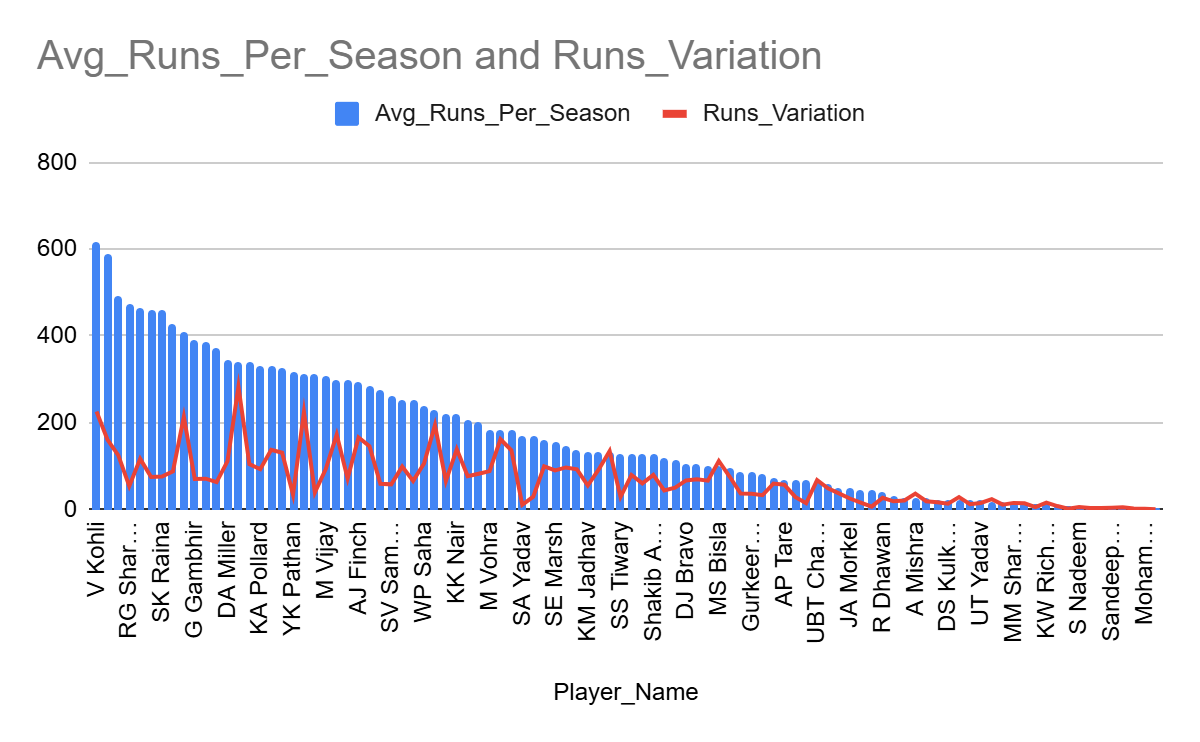 Avg_Runs_Per_Season and Runs_Variation
Avg_Runs_Per_Season Runs_Variation
800
600
400
200
0
V Kohli
RG Shar…
SK Raina
G Gambhir
DA Miller
KA Pollard
YK Pathan
M Vijay
AJ Finch
SV Sam…
WP Saha
KK Nair
M Vohra
SA Yadav
SE Marsh
KM Jadhav
SS Tiwary
Shakib A…
DJ Bravo
MS Bisla
Gurkeer…
AP Tare
UBT Cha…
JA Morkel
R Dhawan
A Mishra
DS Kulk…
UT Yadav
MM Shar…
KW Rich…
S Nadeem
Sandeep…
Moham…
Player_Name